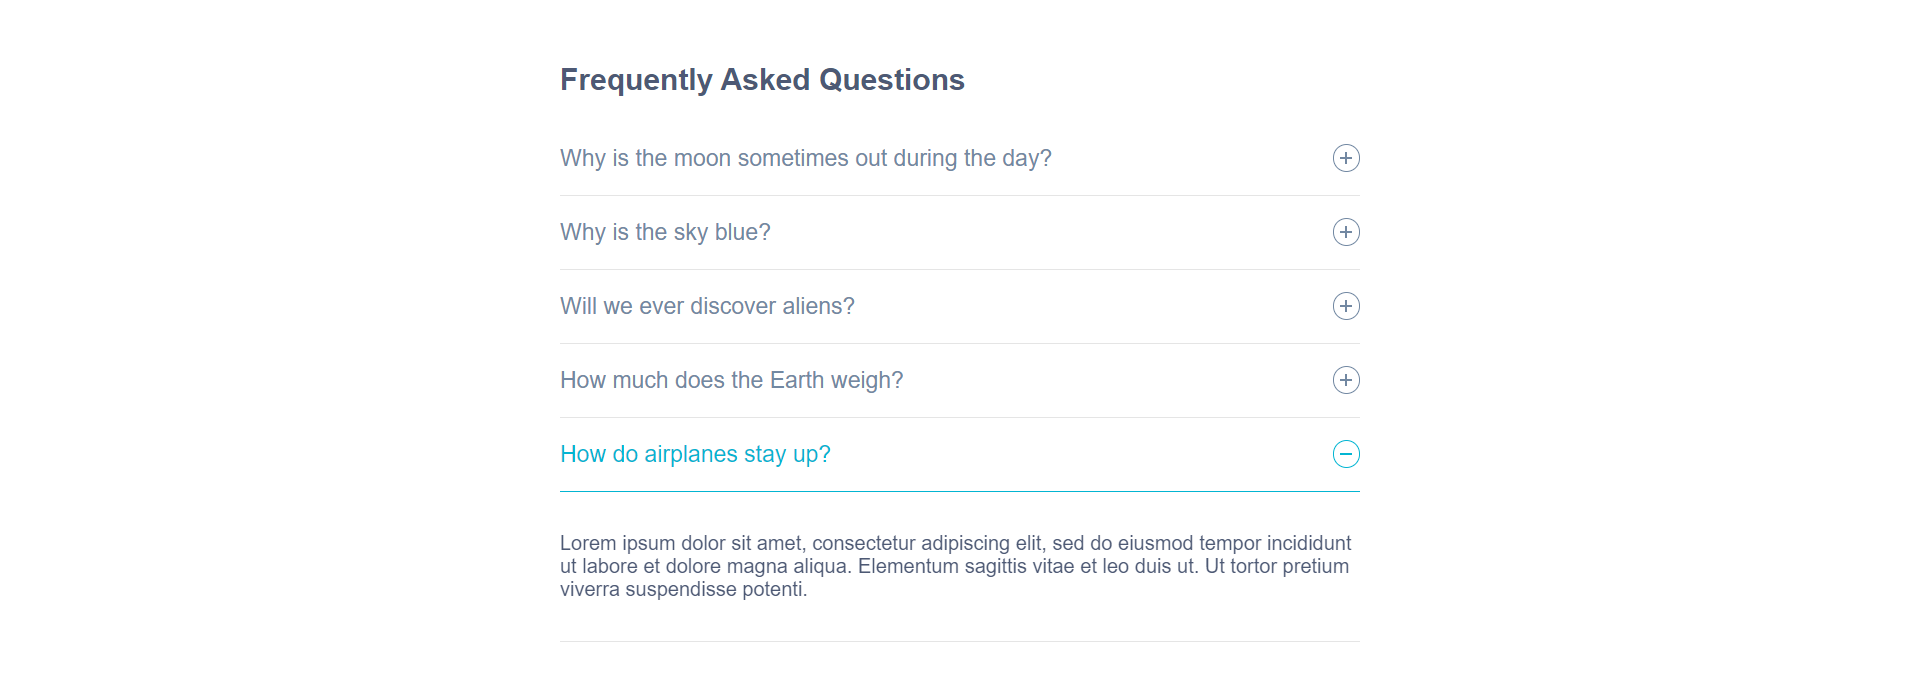 Frequently Asked Questions
Why is the moon sometimes out during the day?
Why is the sky blue?
Will we ever discover aliens?
How much does the Earth weigh?
How do airplanes stay up?
Lorem ipsum dolor sit amet, consectetur adipiscing elit, sed do eiusmod tempor incididunt
ut labore et dolore magna aliqua. Elementum sagittis vitae et leo duis ut. Ut tortor pretium
viverra suspendisse potenti.